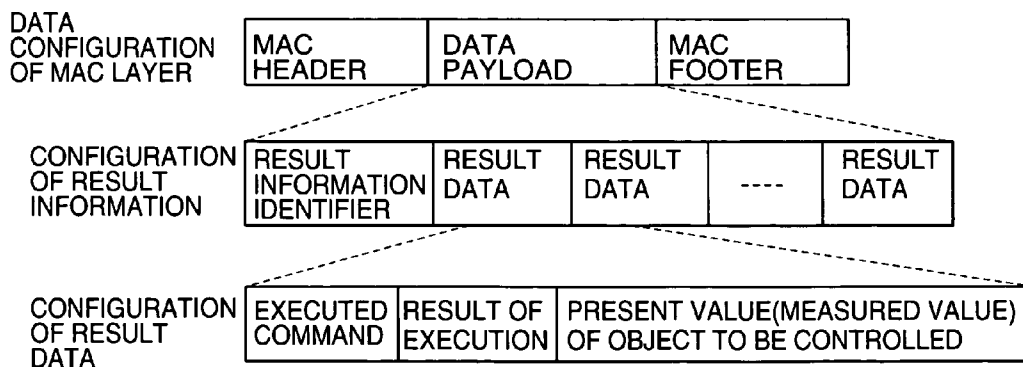 DATA
CONFIGURATION
OF MAC LAYER
MAC
HEADER
DATA
PAYLOAD
MAC
FOOTER
CONFIGURATION
OF RESULT
INFORMATION
RESULT
INFORMATION
IDENTIFIER
RESULT
DATA
RESULT
DATA
----
RESULT
DATA
CONFIGURATION
OF RESULT
DATA
EXECUTED
COMMAND
RESULT OF
EXECUTION
PRESENT VALUE(MEASURED VALUE)
OF OBJECT TO BE CONTROLLED